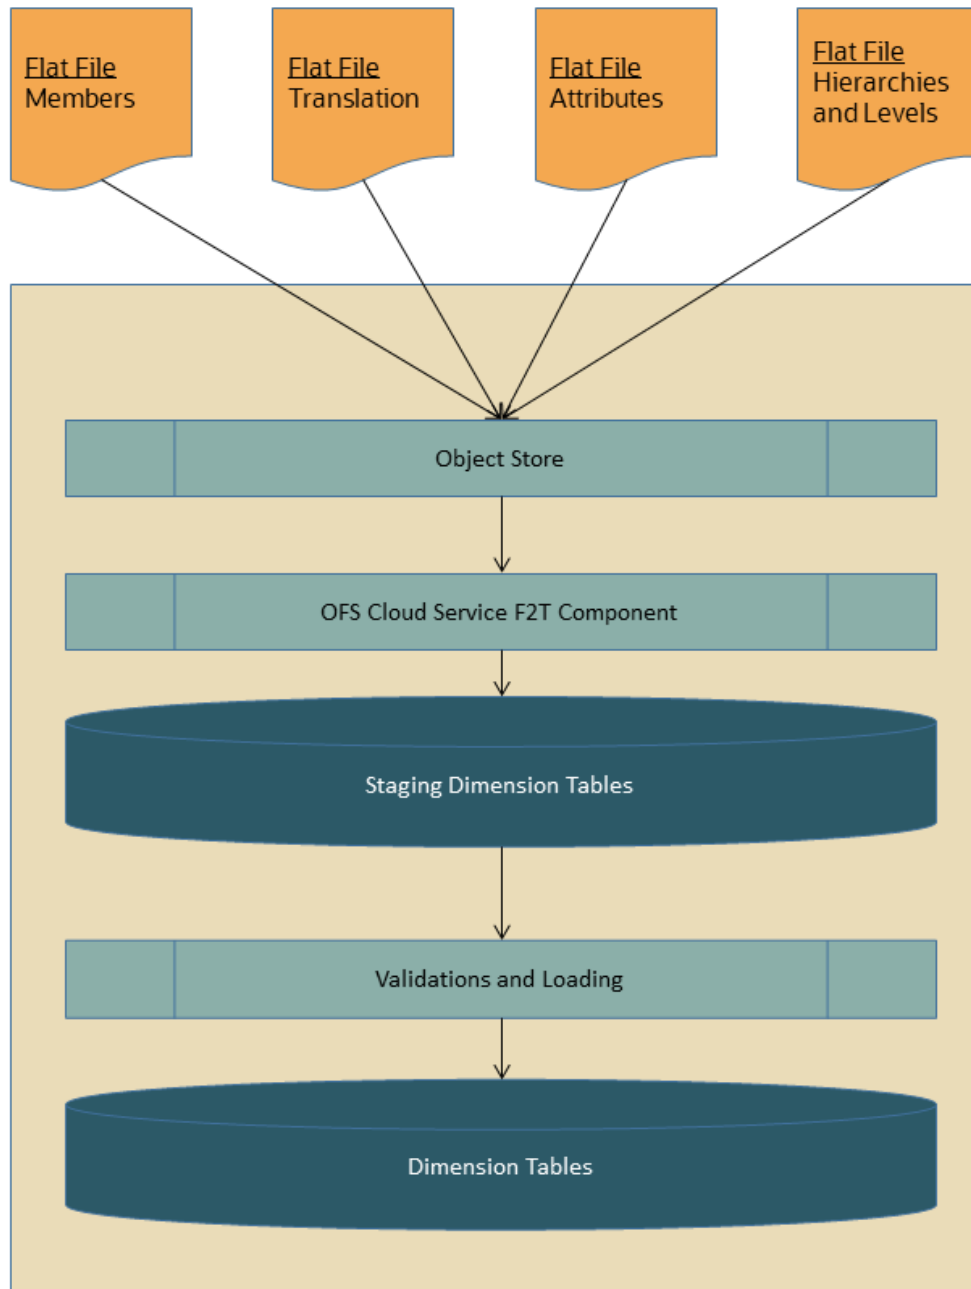 Flat File
Members
Flat File
Translation
Flat File
Attributes
Flat File
Hierarchies
and Levels
Object Store
OFS Cloud Service F2T Component
Staging Dimension Tables
Validations and Loading
Dimension Tables